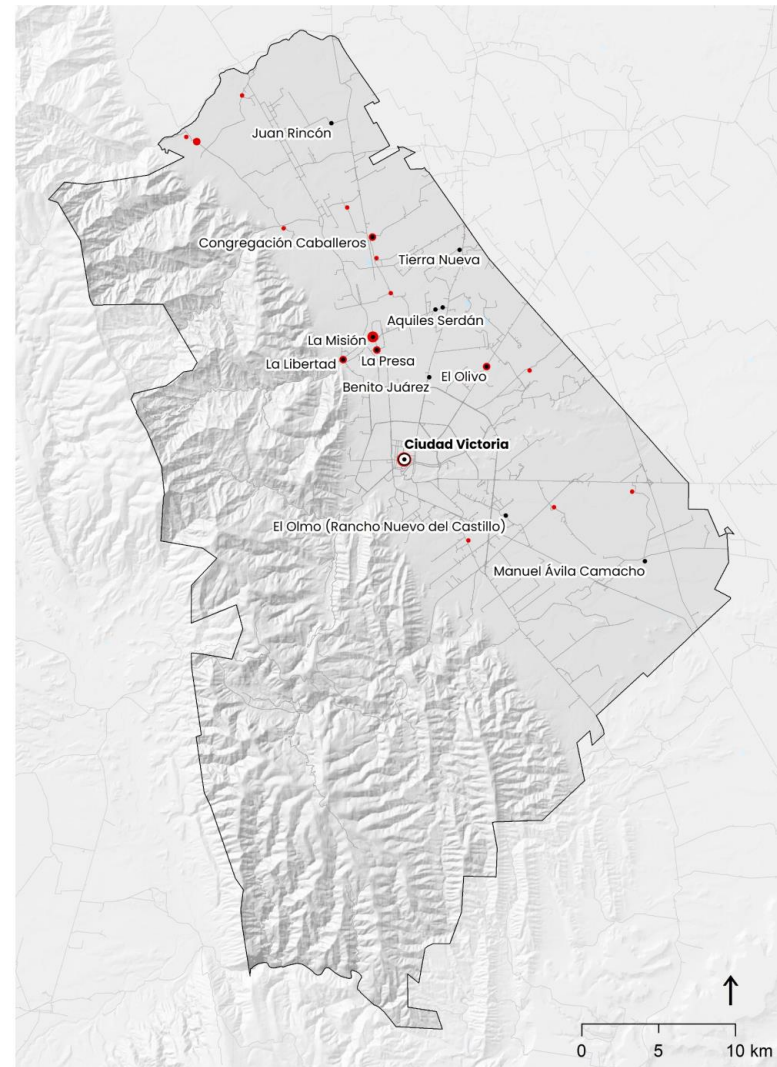 Juan Rincón
Congregación Caballeros
Tierra Nueva
Aquiles Serdán
La Misión
La Presa
La Libertad
El Olivo
Benito Juárez
Ciudad Victoria
El Olmo (Rancho Nuevo del Castillo)
Manuel Ávila Camacho
0 5 10 km